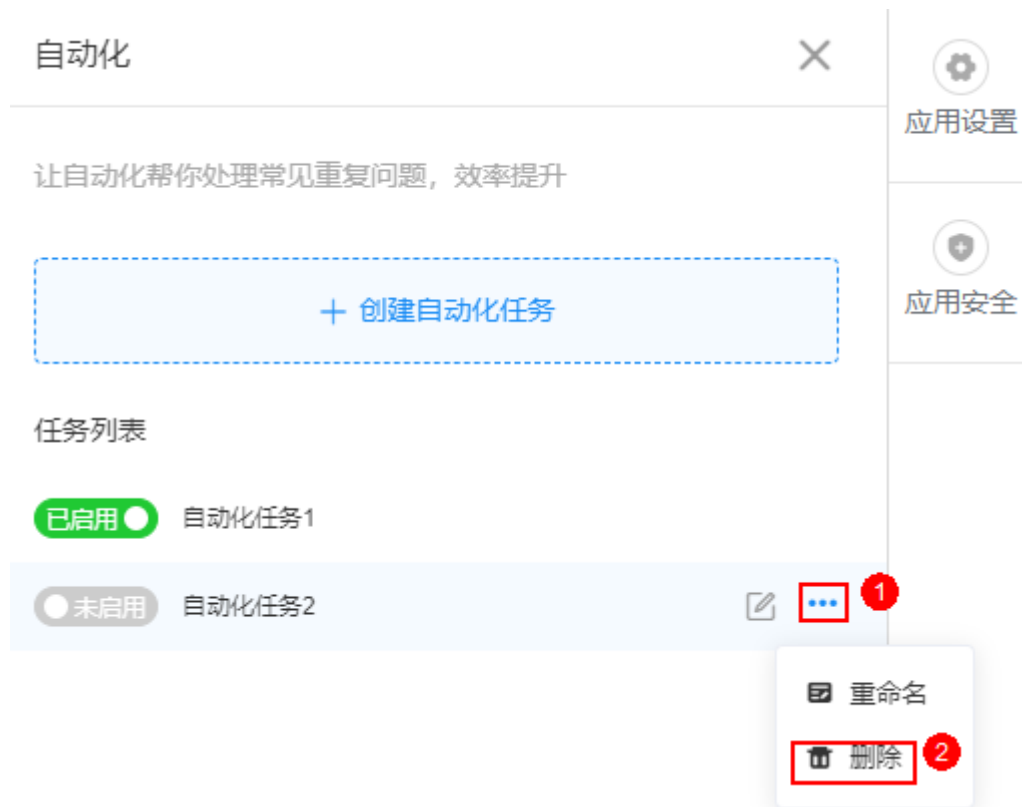 自动化
应用设置
让自动化帮你处理常见重复问题，效率提升
应用安全
＋ 创建自动化任务
任务列表
已启用 自动化任务1
未启用 自动化任务2
1
重命名
删除 2